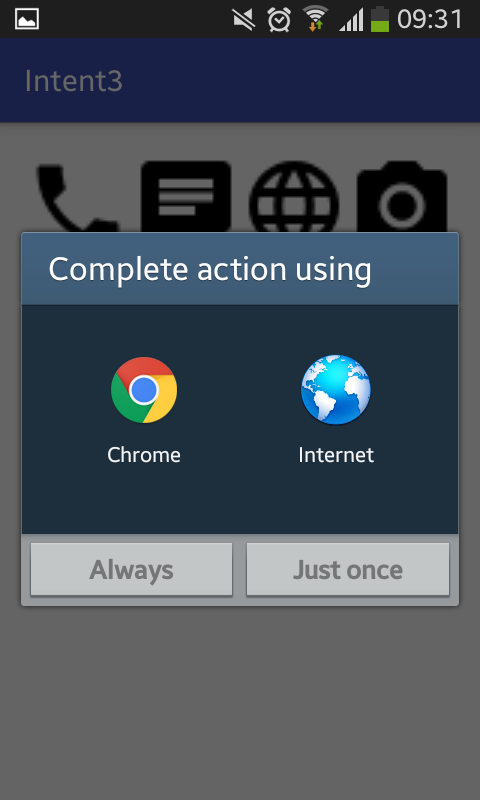 09:31
Intent3
Complete action using
Chrome
Internet
Always
Just once